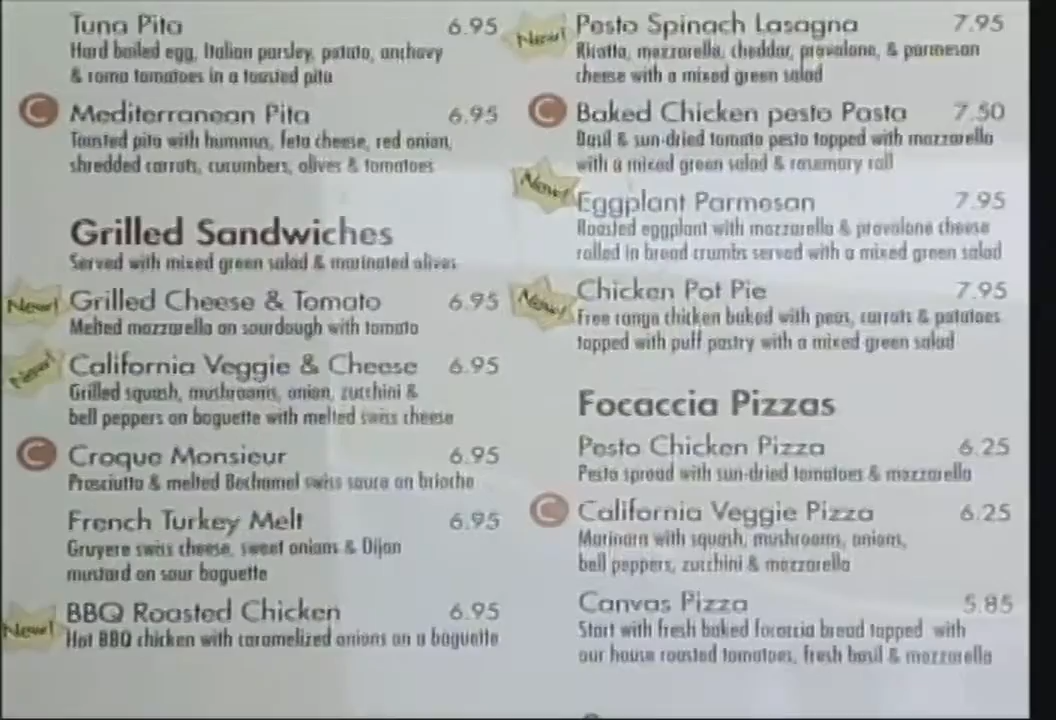 Tuna Pita 6.95
Hard boiled egg, Italian parsley, potato, anchovy
& roma tomatoes in a toasted pita
C Mediterranean Pita 6.95
Toasted pita with hummus, feta cheese, red onion,
shredded carrots, cucumbers, olives & tomatoes
Grilled Sandwiches
Served with mixed green salad & marinated olives
New! Grilled Cheese & Tomato 6.95
Melted mozzarella on sourdough with tomato
New! California Veggie & Cheese 6.95
Grilled squash, mushrooms, onion, zucchini &
bell peppers on baguette with melted swiss cheese
C Croque Monsieur 6.95
Prosciutto & melted Bechamel swiss sauce on brioche
French Turkey Melt 6.95
Gruyere swiss cheese, sweet onions & Dijon
mustard on sour baguette
New! BBQ Roasted Chicken 6.95
Hot BBQ chicken with caramelized onions on a baguette
New! Pesto Spinach Lasagna 7.95
Ricotta, mozzarella, cheddar, provolone, & parmesan
cheese with a mixed green salad
C Baked Chicken pesto Pasta 7.50
Basil & sun-dried tomato pesto topped with mozzarella
with a mixed green salad & rosemary roll
New! Eggplant Parmesan 7.95
Roasted eggplant with mozzarella & provolone cheese
rolled in bread crumbs served with a mixed green salad
New! Chicken Pot Pie 7.95
Free range chicken baked with peas, carrots & potatoes
topped with puff pastry with a mixed green salad
Focaccia Pizzas
Pesto Chicken Pizza 6.25
Pesto spread with sun-dried tomatoes & mozzarella
C California Veggie Pizza 6.25
Marinara with squash, mushrooms, onions,
bell peppers, zucchini & mozzarella
Canvas Pizza 5.85
Start with fresh baked focaccia bread topped with
our house roasted tomatoes, fresh basil & mozzarella